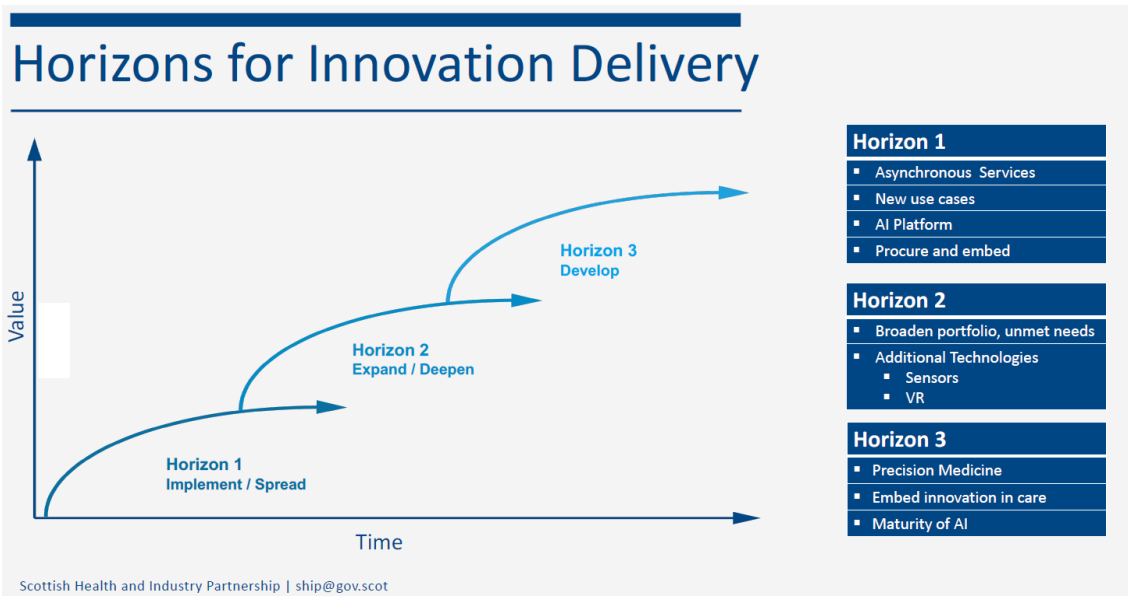 Horizons for Innovation Delivery
Value
Horizon 3
Develop
Horizon 2
Expand / Deepen
Horizon 1
Implement / Spread
Time
Horizon 1
▪ Asynchronous Services
▪ New use cases
▪ AI Platform
▪ Procure and embed
Horizon 2
▪ Broaden portfolio, unmet needs
▪ Additional Technologies
▪ Sensors
▪ VR
Horizon 3
▪ Precision Medicine
▪ Embed innovation in care
▪ Maturity of AI
Scottish Health and Industry Partnership | ship@gov.scot